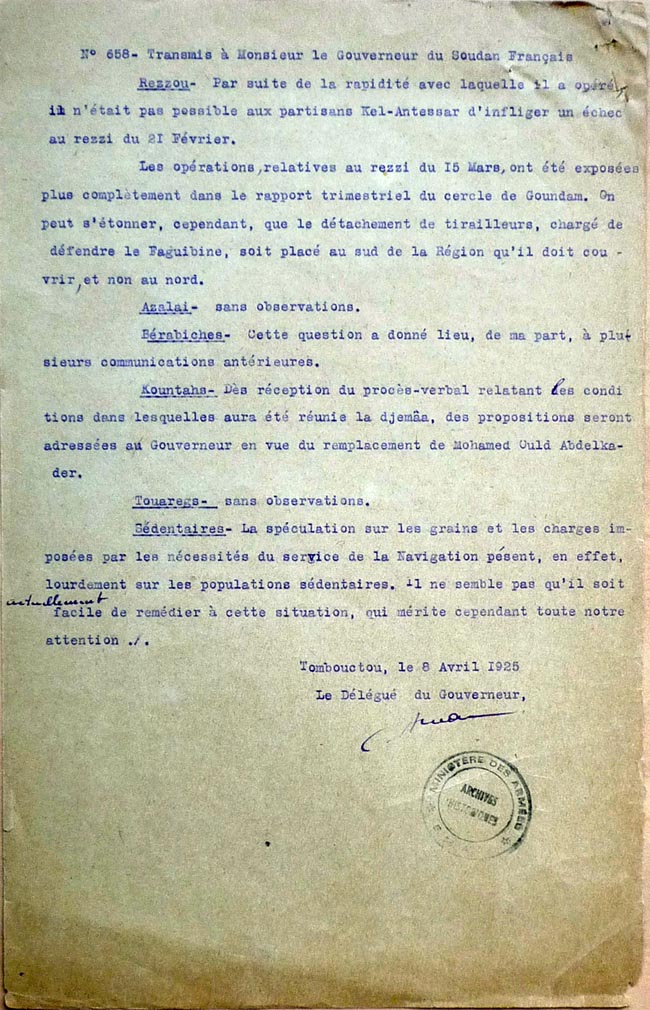 N° 658- Transmis à Monsieur le Gouverneur du Soudan Français
Rezzou- Par suite de la rapidité avec laquelle il a opéré,
il n'était pas possible aux partisans Kel-Antessar d'infliger un échec
au rezzi du 21 Février.
Les opérations, relatives au rezzi du 15 Mars, ont été exposées
plus complètement dans le rapport trimestriel du cercle de Goundam. On
peut s'étonner, cependant, que le détachement de tirailleurs, chargé de
défendre le Faguibine, soit placé au sud de la Région qu'il doit cou -
vrir, et non au nord.
Azalai- sans observations.
Bérabiches- Cette question a donné lieu, de ma part, à plu-
sieurs communications antérieures.
Kountahs- Dès réception du procès-verbal relatant les condi
tions dans lesquelles aura été réunie la djemâa, des propositions seront
adressées au Gouverneur en vue du remplacement de Mohamed Ould Abdelka-
der.
Touaregs- sans observations.
Sédentaires- La spéculation sur les grains et les charges im-
posées par les nécessités du service de la Navigation pésent, en effet,
lourdement sur les populations sédentaires. Il ne semble pas qu'il soit
actuellement
facile de remédier à cette situation, qui mérite cependant toute notre
attention ./.
Tombouctou, le 8 Avril 1925
Le Délégué du Gouverneur,
MINISTERE DES ARMÉES
ARCHIVES
HISTORIQUES